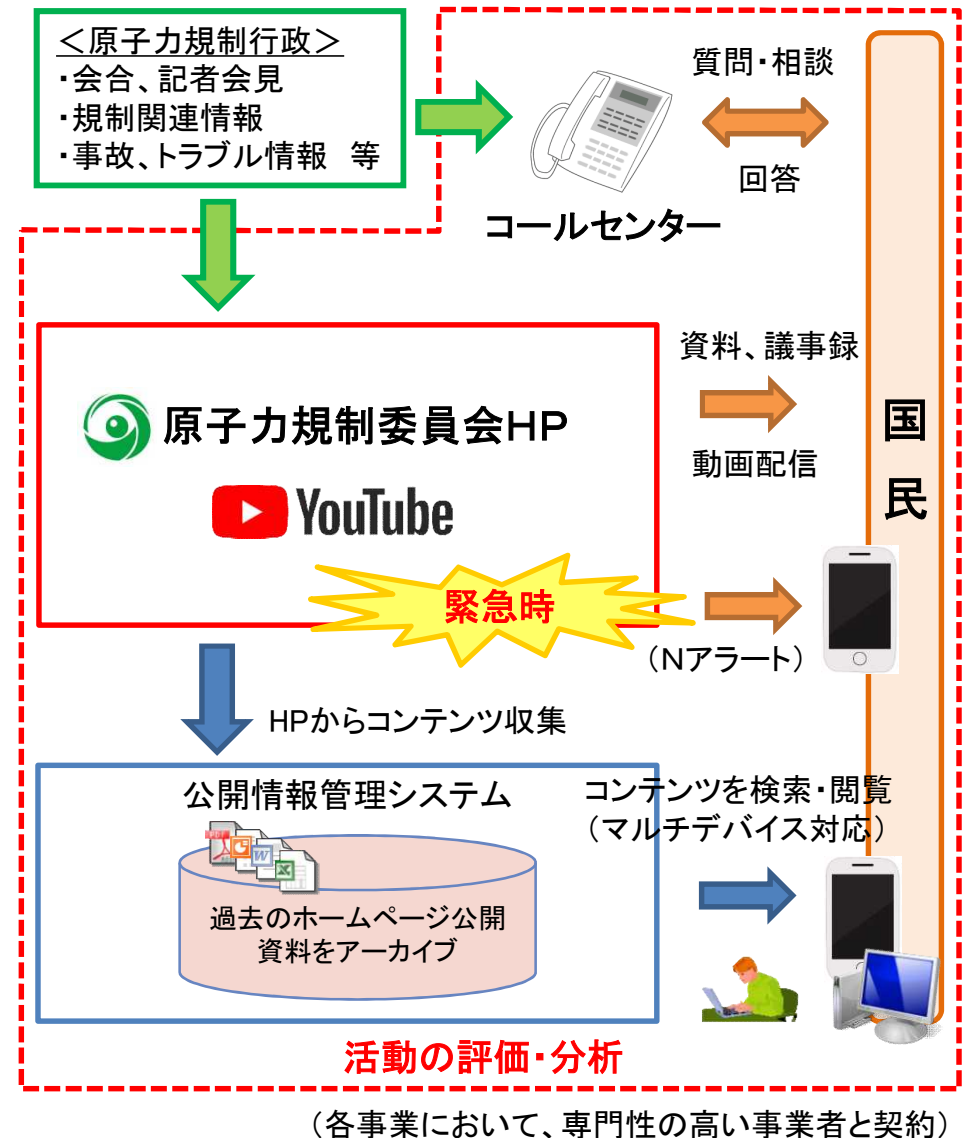 ＜原子力規制行政＞
・会合、記者会見
・規制関連情報
・事故、トラブル情報　等
質問・相談
回答
コールセンター
国民
原子力規制委員会HP
YouTube
資料、議事録
動画配信
緊急時
（Nアラート）
HPからコンテンツ収集
公開情報管理システム
コンテンツを検索・閲覧
（マルチデバイス対応）
過去のホームページ公開
資料をアーカイブ
活動の評価・分析
（各事業において、専門性の高い事業者と契約）